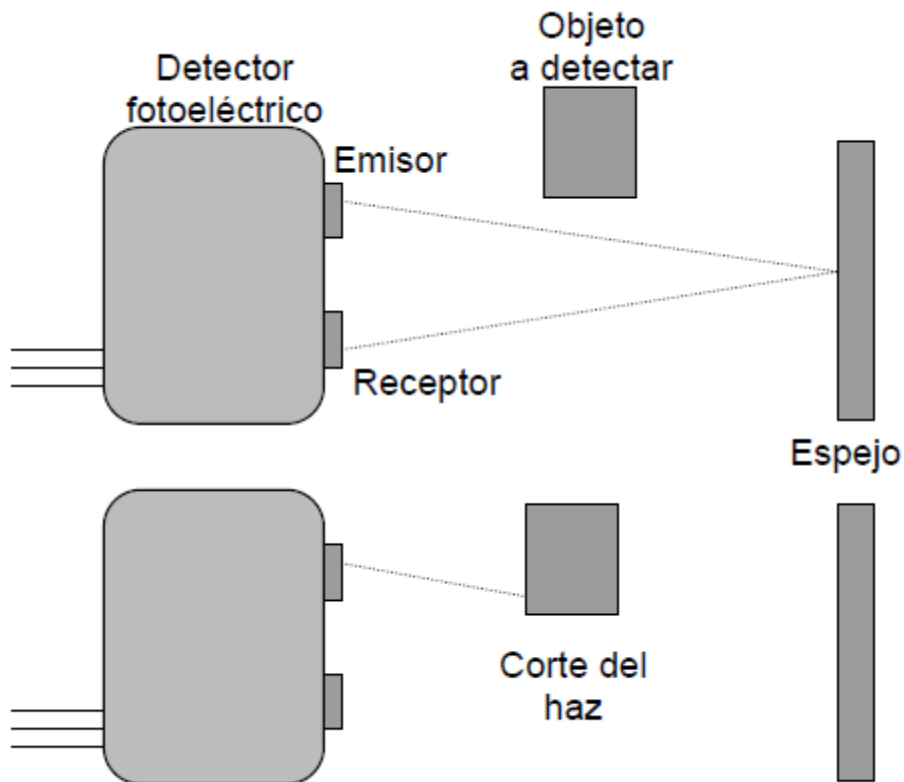 Objeto
a detectar
Detector
fotoeléctrico
Emisor
Receptor
Espejo
Corte del
haz